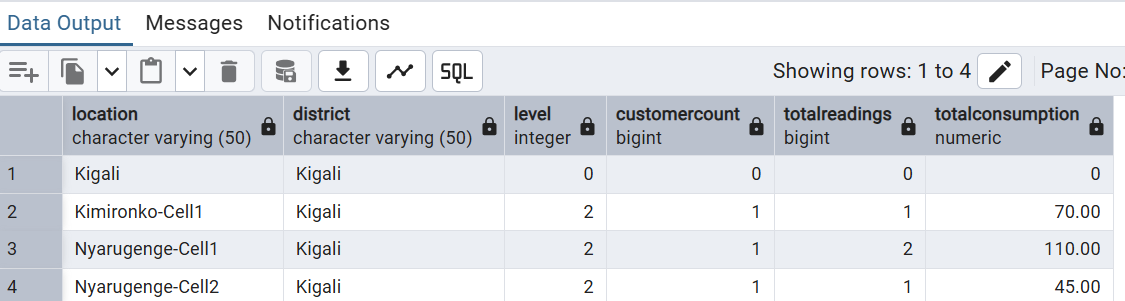 Data Output Messages Notifications
SQL Showing rows: 1 to 4 Page No:
location district level customercount totalreadings totalconsumption
character varying (50) character varying (50) integer bigint bigint numeric
1 Kigali Kigali 0 0 0 0
2 Kimironko-Cell1 Kigali 2 1 1 70.00
3 Nyarugenge-Cell1 Kigali 2 1 2 110.00
4 Nyarugenge-Cell2 Kigali 2 1 1 45.00